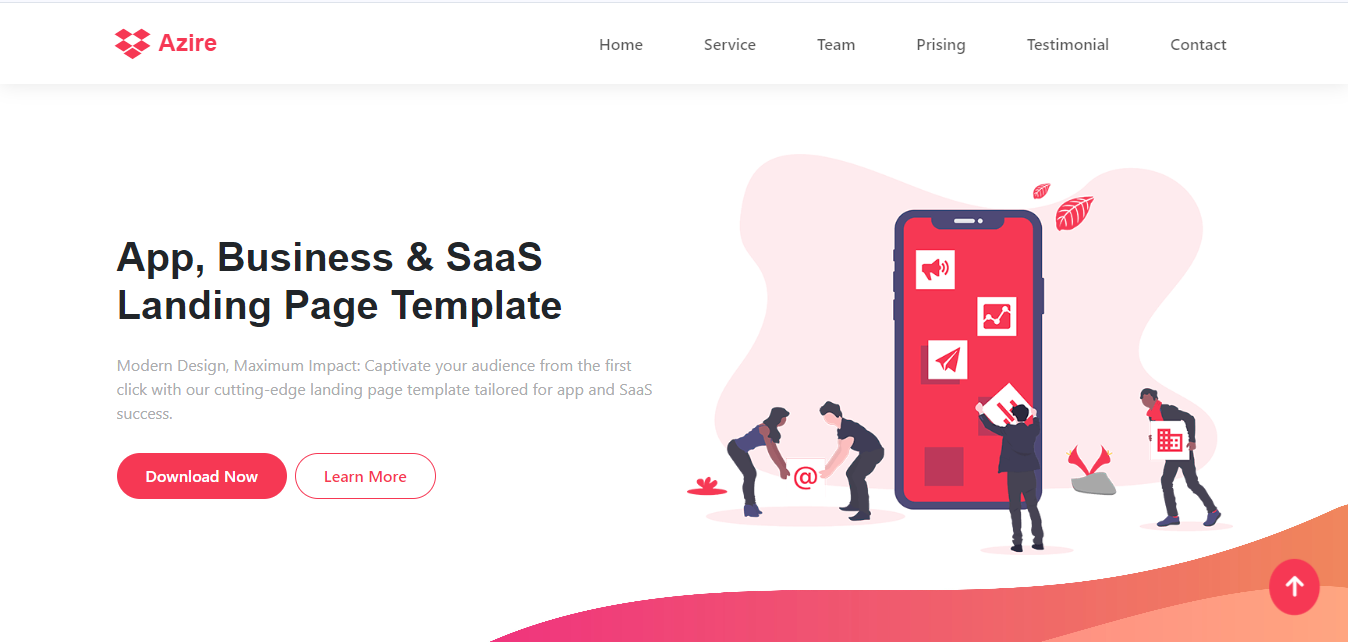 Azire
Home Service Team Prising Testimonial Contact
App, Business & SaaS
Landing Page Template
Modern Design, Maximum Impact: Captivate your audience from the first
click with our cutting-edge landing page template tailored for app and SaaS
success.
Download Now Learn More
@